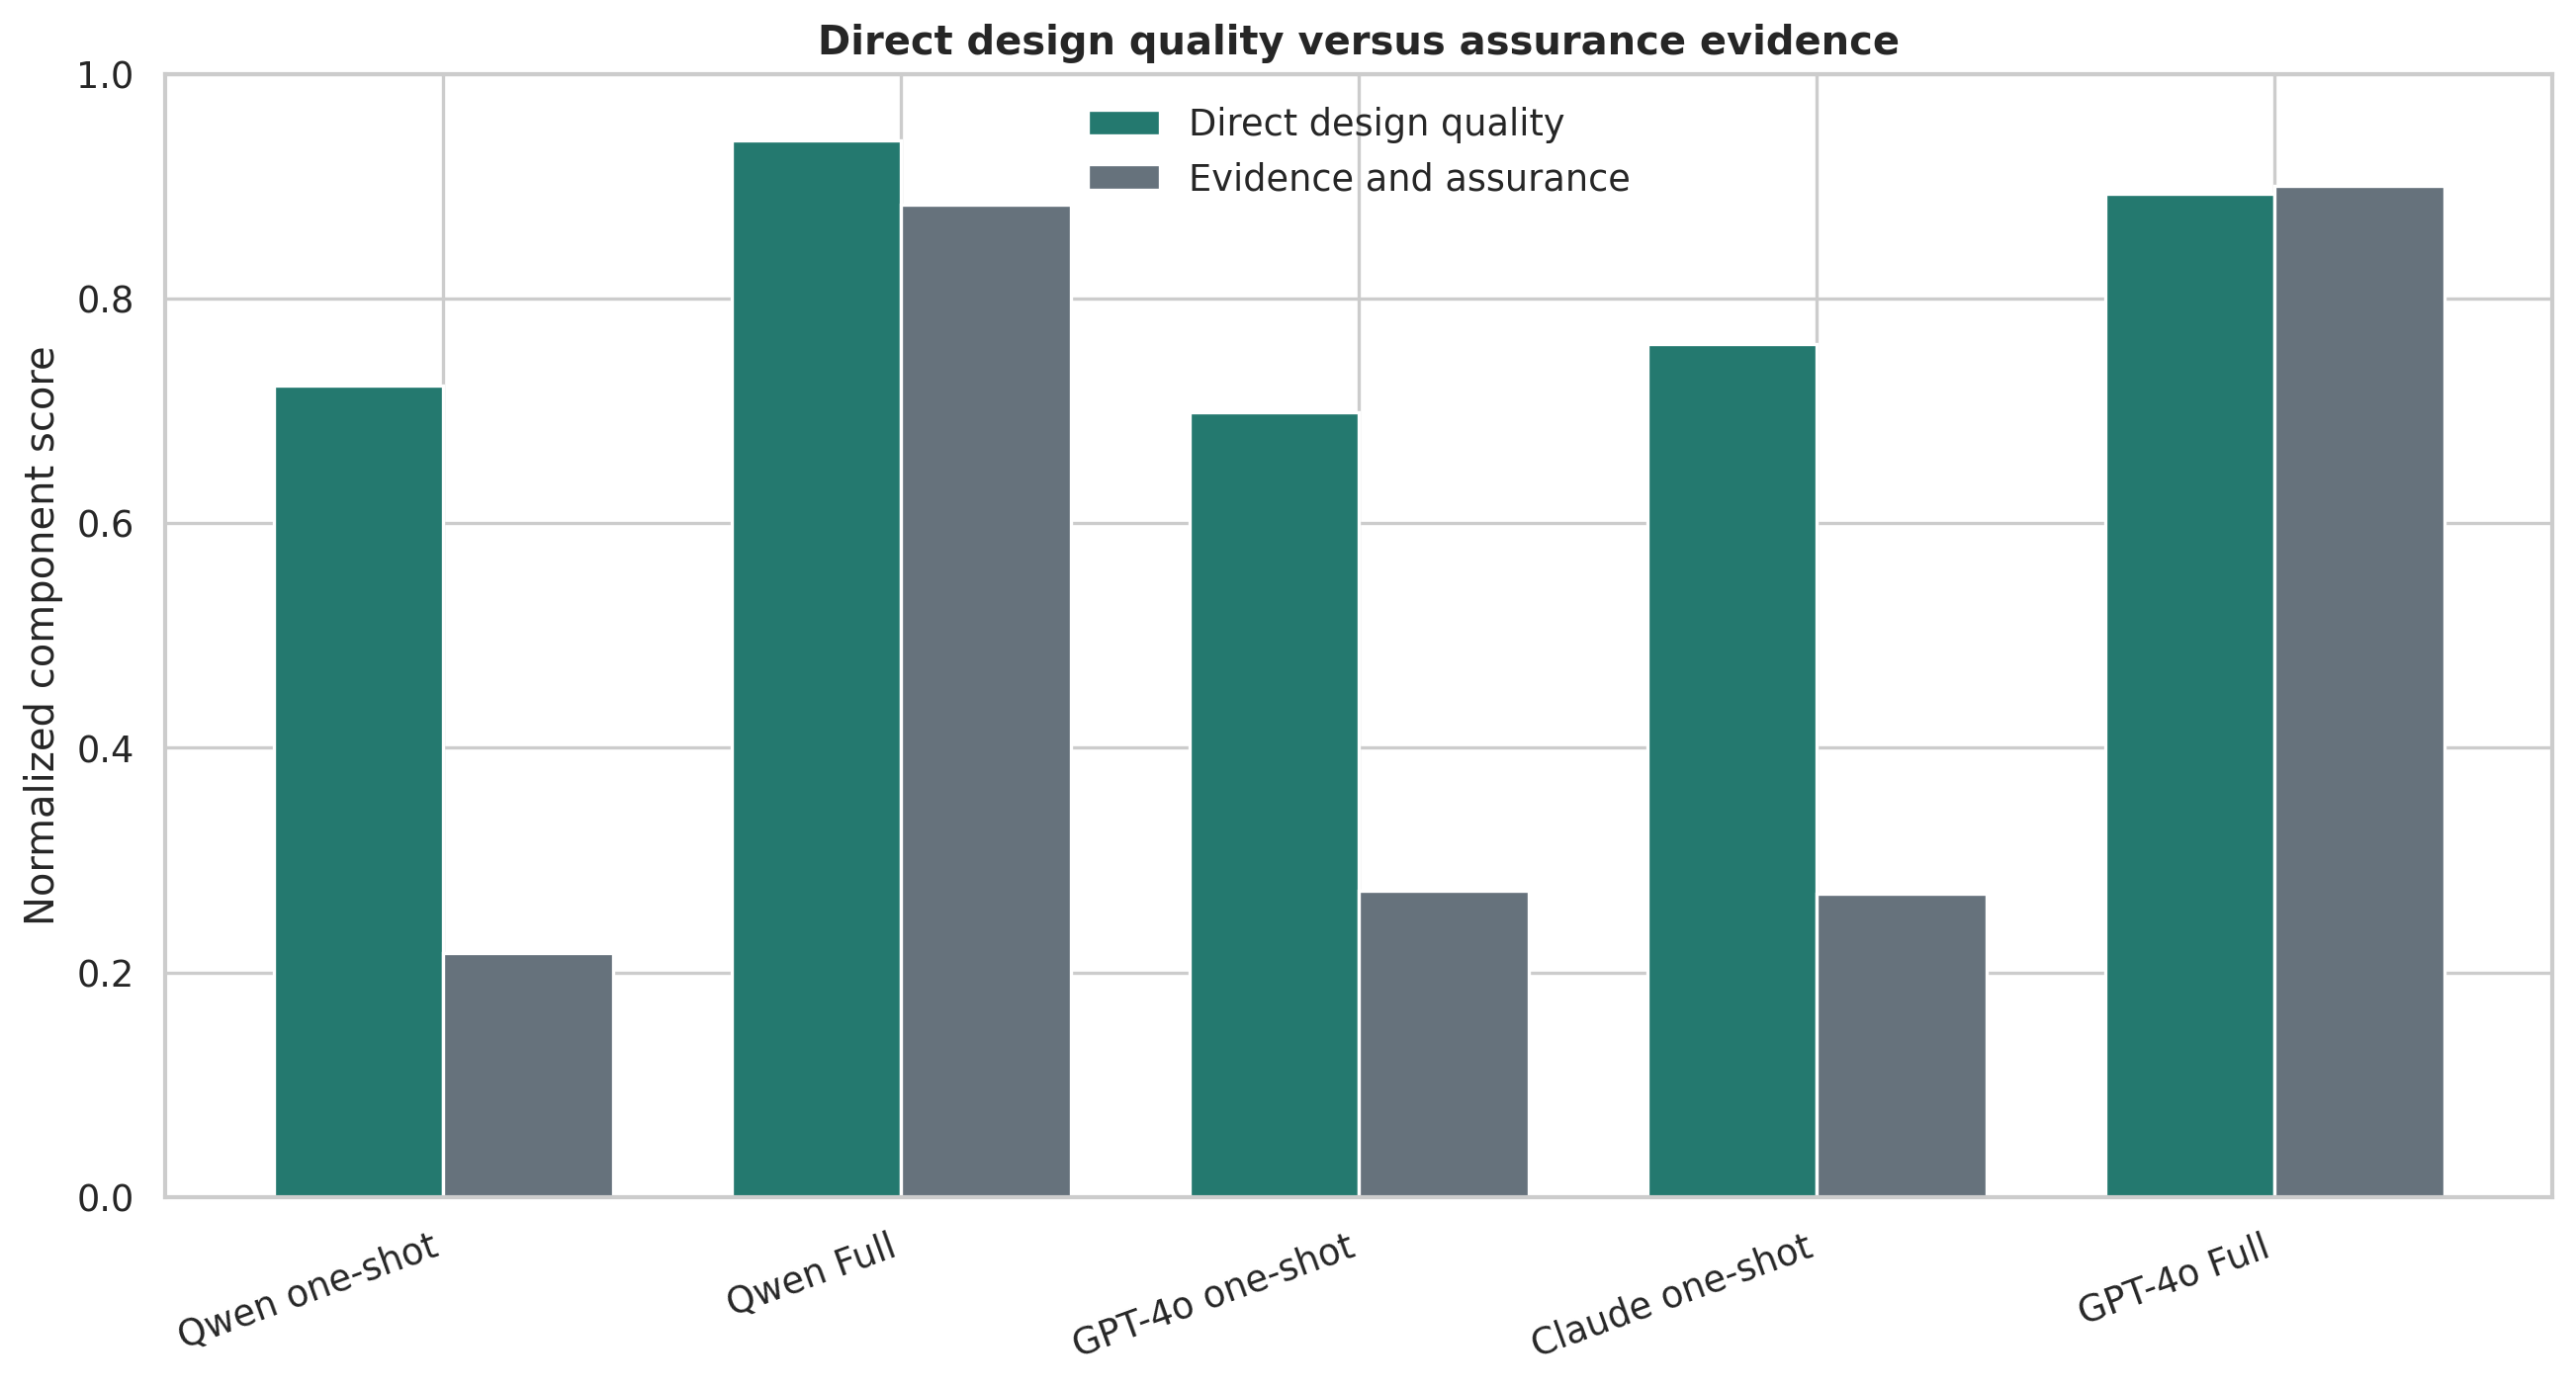 Direct design quality versus assurance evidence
Direct design quality
Evidence and assurance
Normalized component score
1.0
0.8
0.6
0.4
0.2
0.0
Qwen one-shot
Qwen Full
GPT-4o one-shot
Claude one-shot
GPT-4o Full